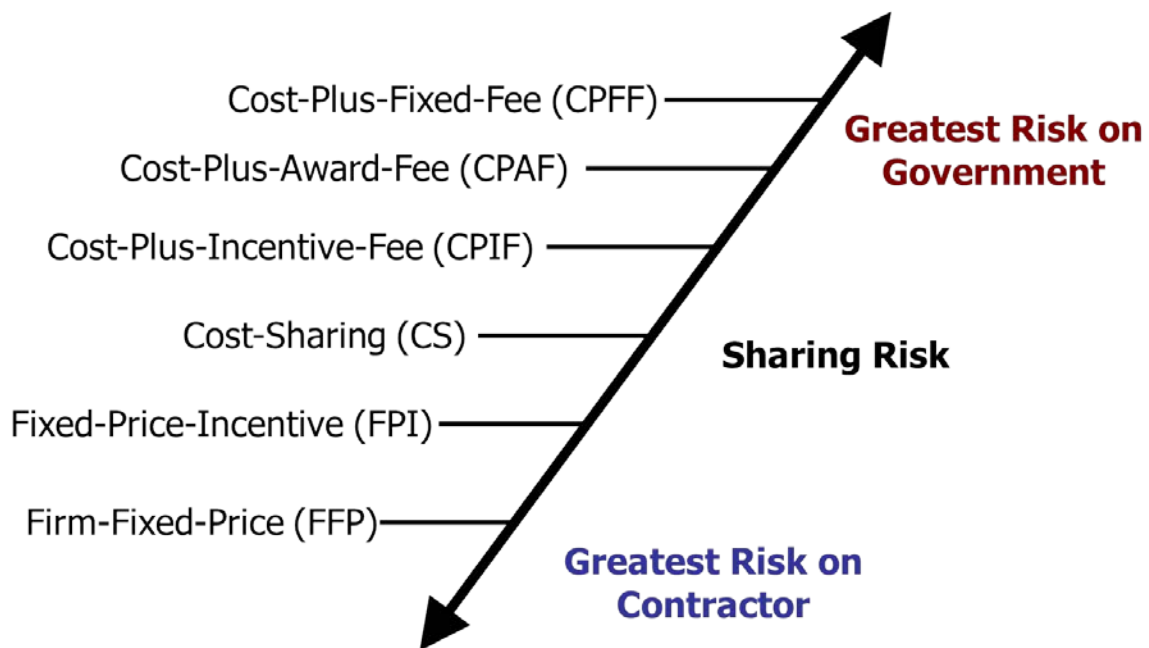 Cost-Plus-Fixed-Fee (CPFF)
Greatest Risk on
Government
Cost-Plus-Award-Fee (CPAF)
Cost-Plus-Incentive-Fee (CPIF)
Cost-Sharing (CS)
Sharing Risk
Fixed-Price-Incentive (FPI)
Firm-Fixed-Price (FFP)
Greatest Risk on
Contractor